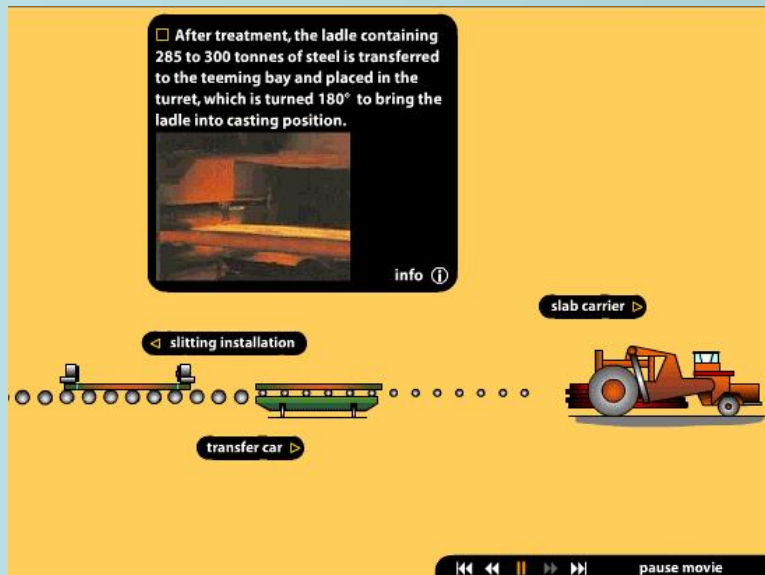 After treatment, the ladle containing
285 to 300 tonnes of steel is transferred
to the teeming bay and placed in the
turret, which is turned 180° to bring the
ladle into casting position.
info
slab carrier
slitting installation
transfer car
pause movie